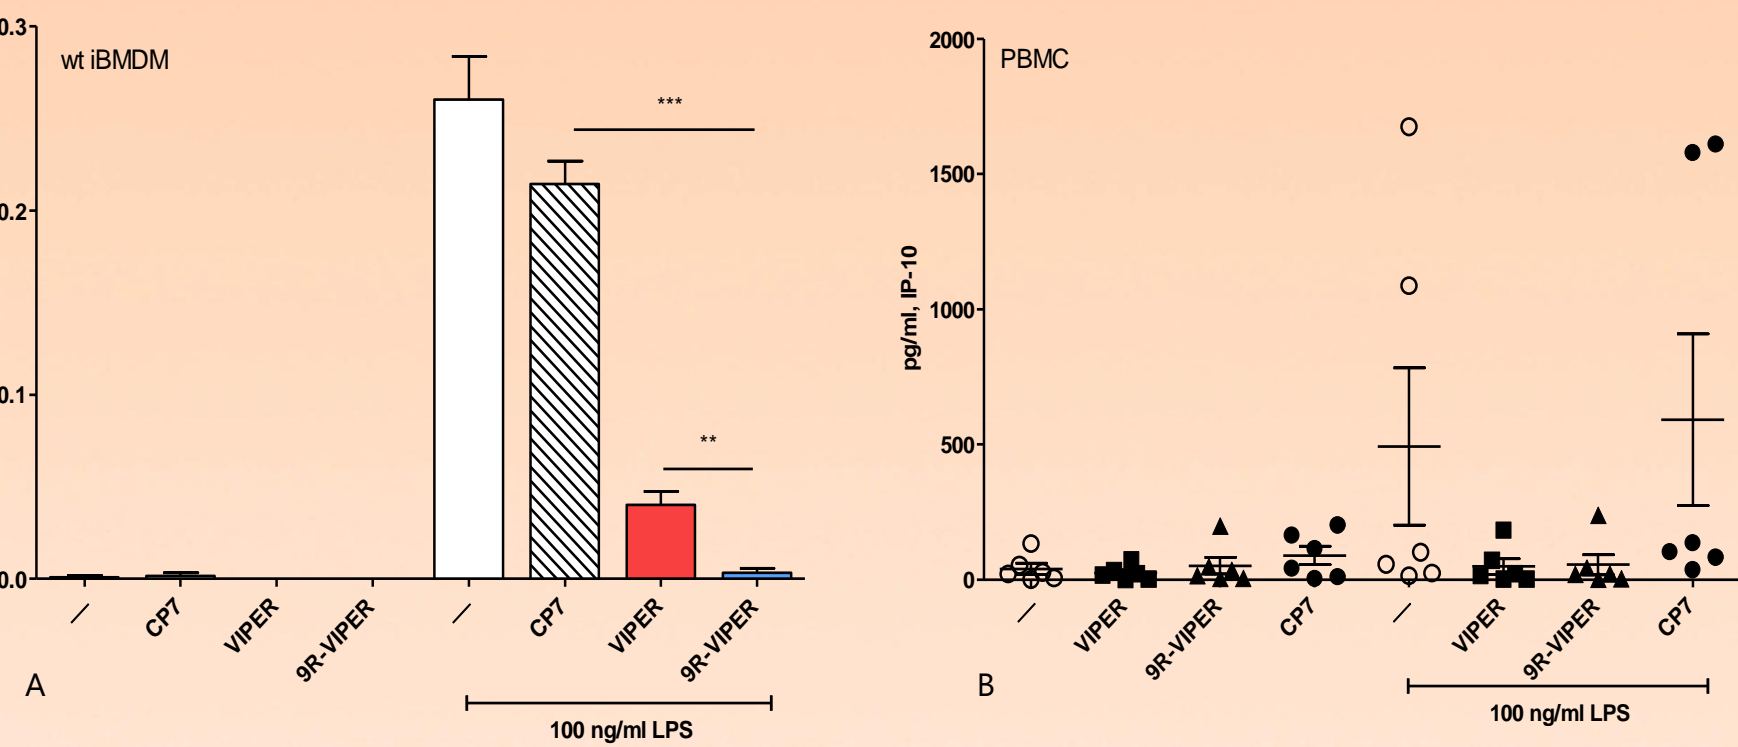 0.3
wt iBMDM
***
0.2
0.1
**
0.0
/
CP7
VIPER
9R-VIPER
/
CP7
VIPER
9R-VIPER
A
100 ng/ml LPS
2000
PBMC
1500
pg/ml, IP-10
1000
500
0
/
VIPER
9R-VIPER
CP7
/
VIPER
9R-VIPER
CP7
B
100 ng/ml LPS